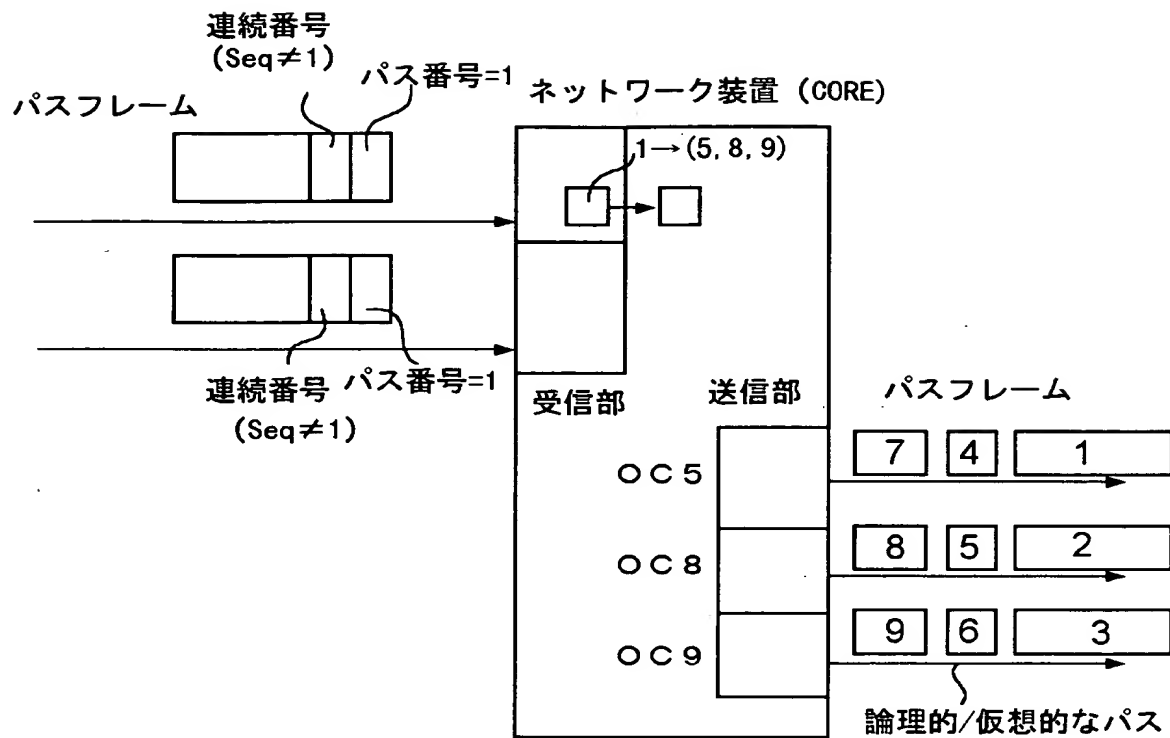 連続番号
(Seq≠1)
パス番号=1
パスフレーム
ネットワーク装置 (CORE)
1→(5, 8, 9)
連続番号
(Seq≠1)
パス番号=1
受信部
送信部
パスフレーム
OC5
7 4 1
OC8
8 5 2
OC9
9 6 3
論理的/仮想的なパス